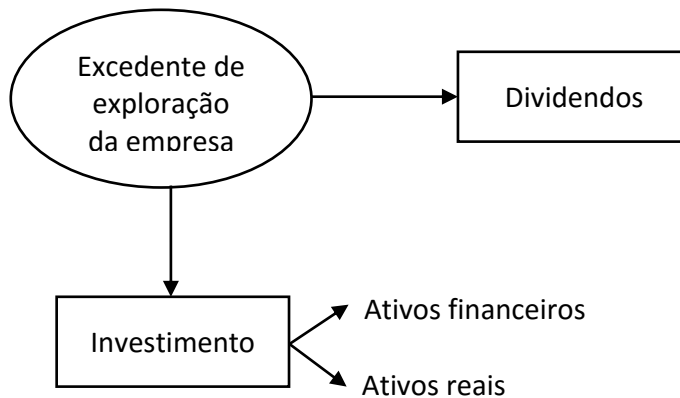 Excedente de
exploração
da empresa
Dividendos
Investimento
Ativos financeiros
Ativos reais